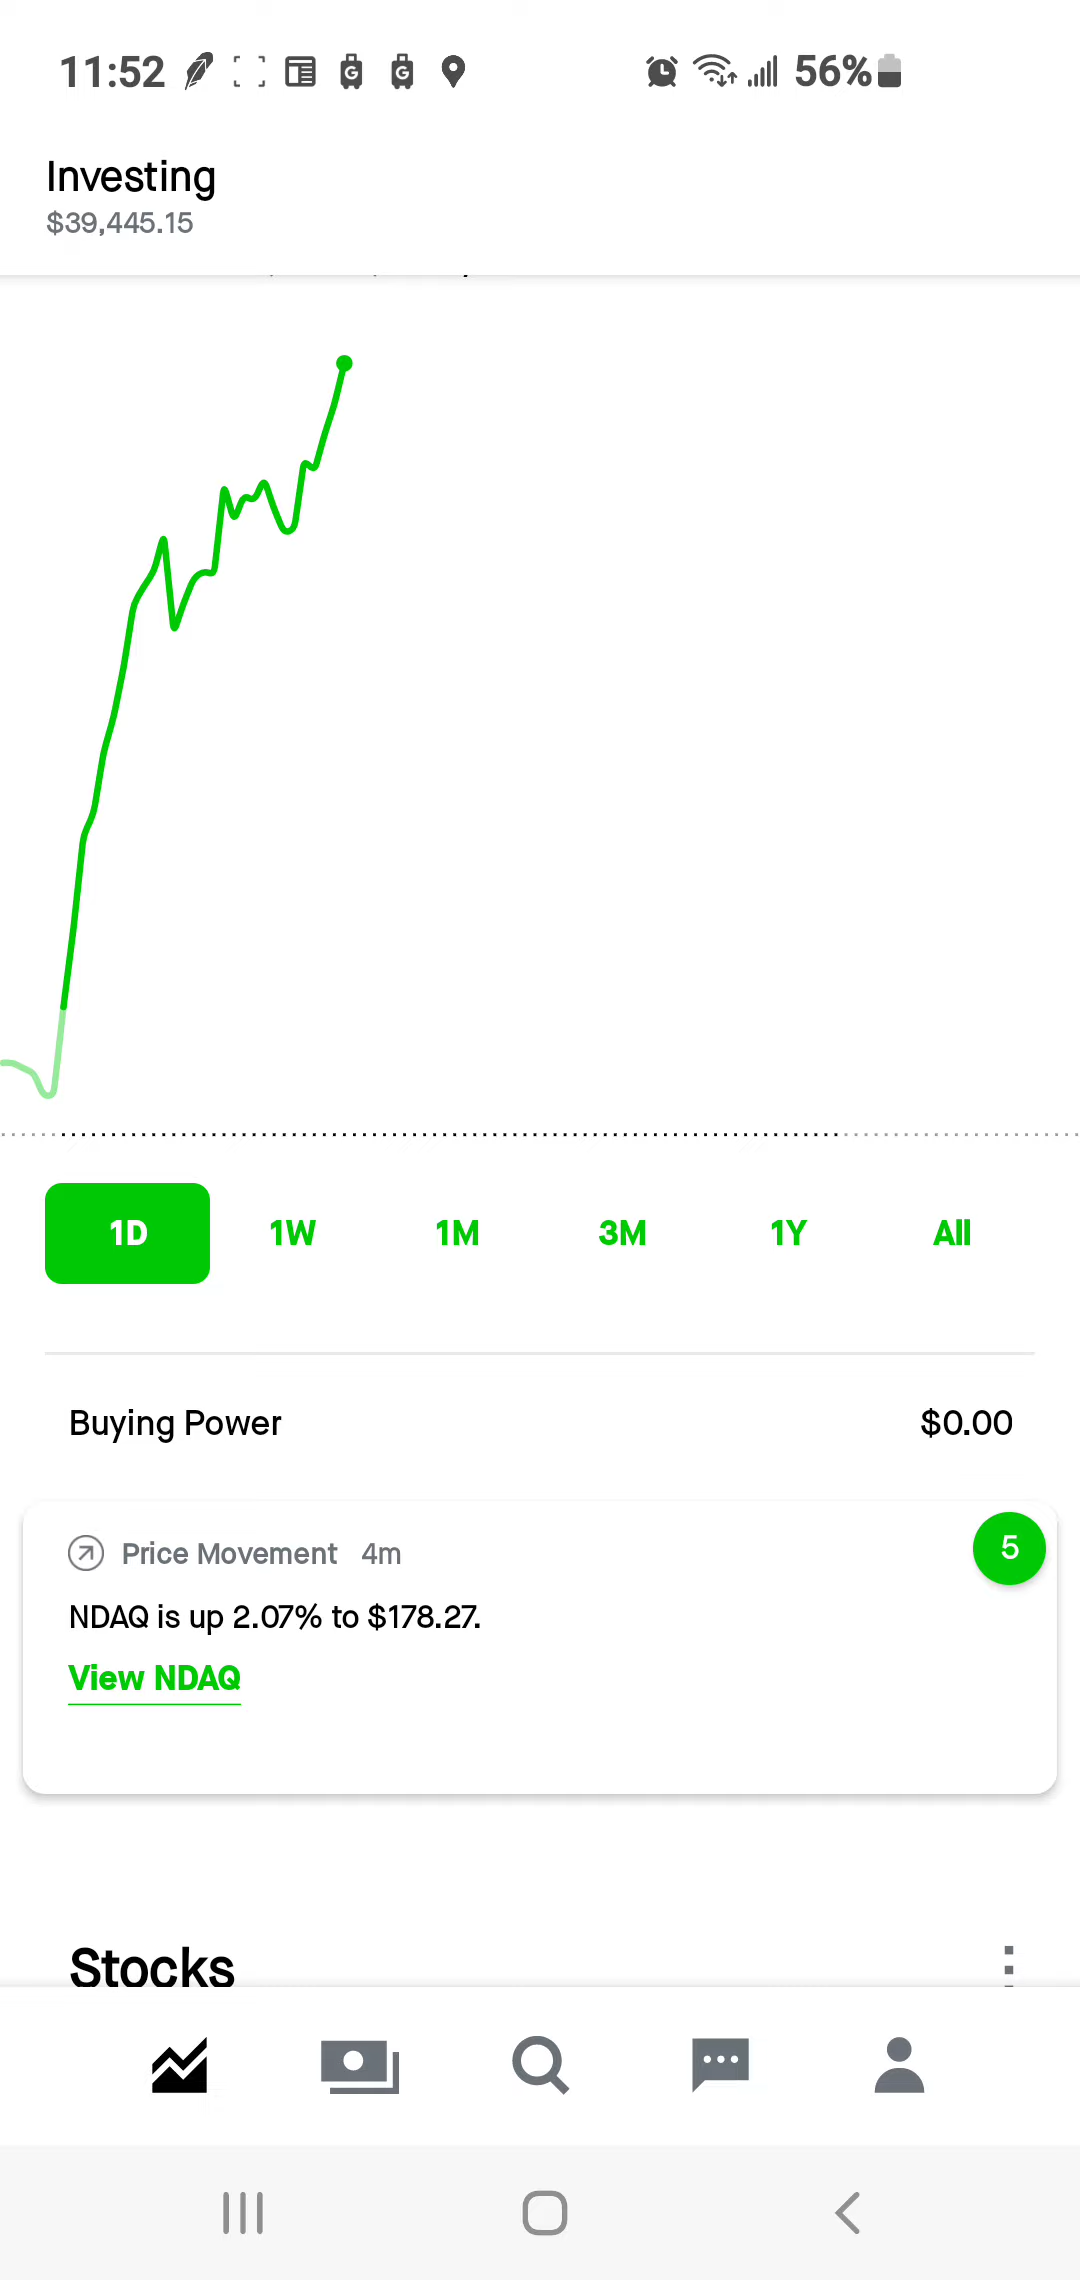 11:52
56%
Investing
$39,445.15
1D 1W 1M 3M 1Y All
Buying Power $0.00
Price Movement 4m
5
NDAQ is up 2.07% to $178.27.
View NDAQ
Stocks